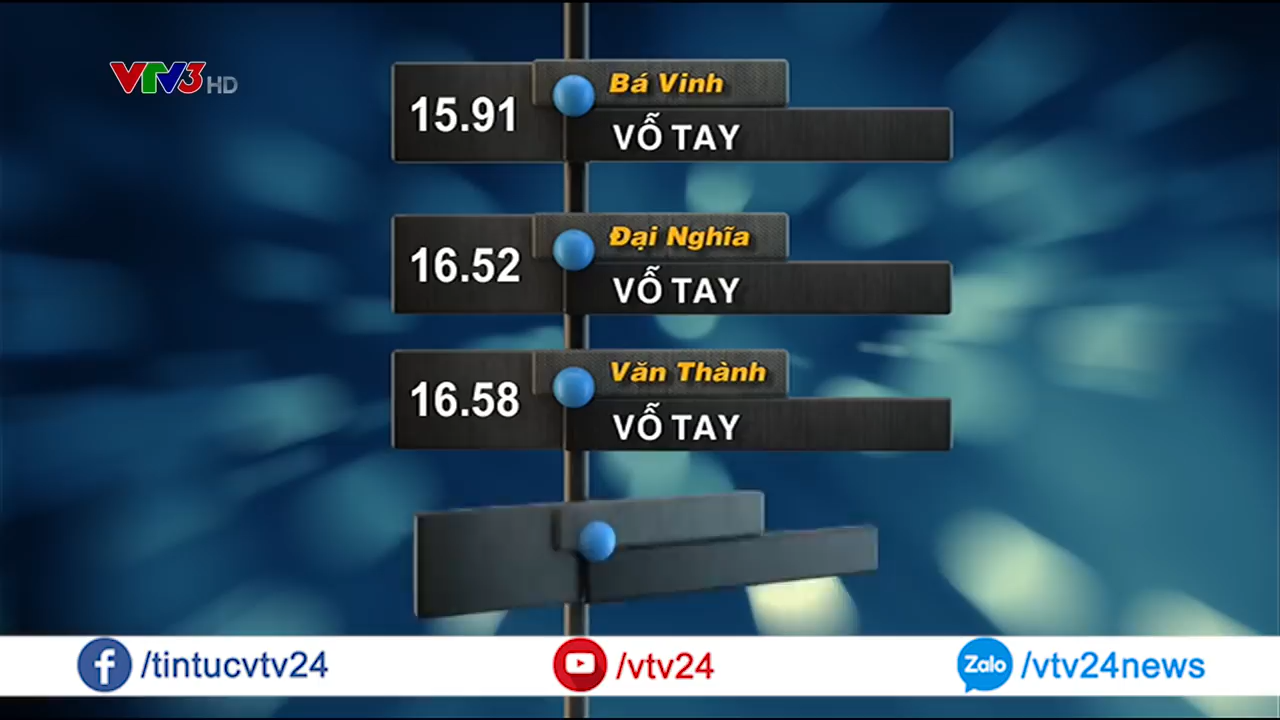 VTV3 HD
15.91
Bá Vinh
VỖ TAY
16.52
Đại Nghĩa
VỖ TAY
16.58
Văn Thành
VỖ TAY
f /tintucvtv24
/vtv24
Zalo /vtv24news